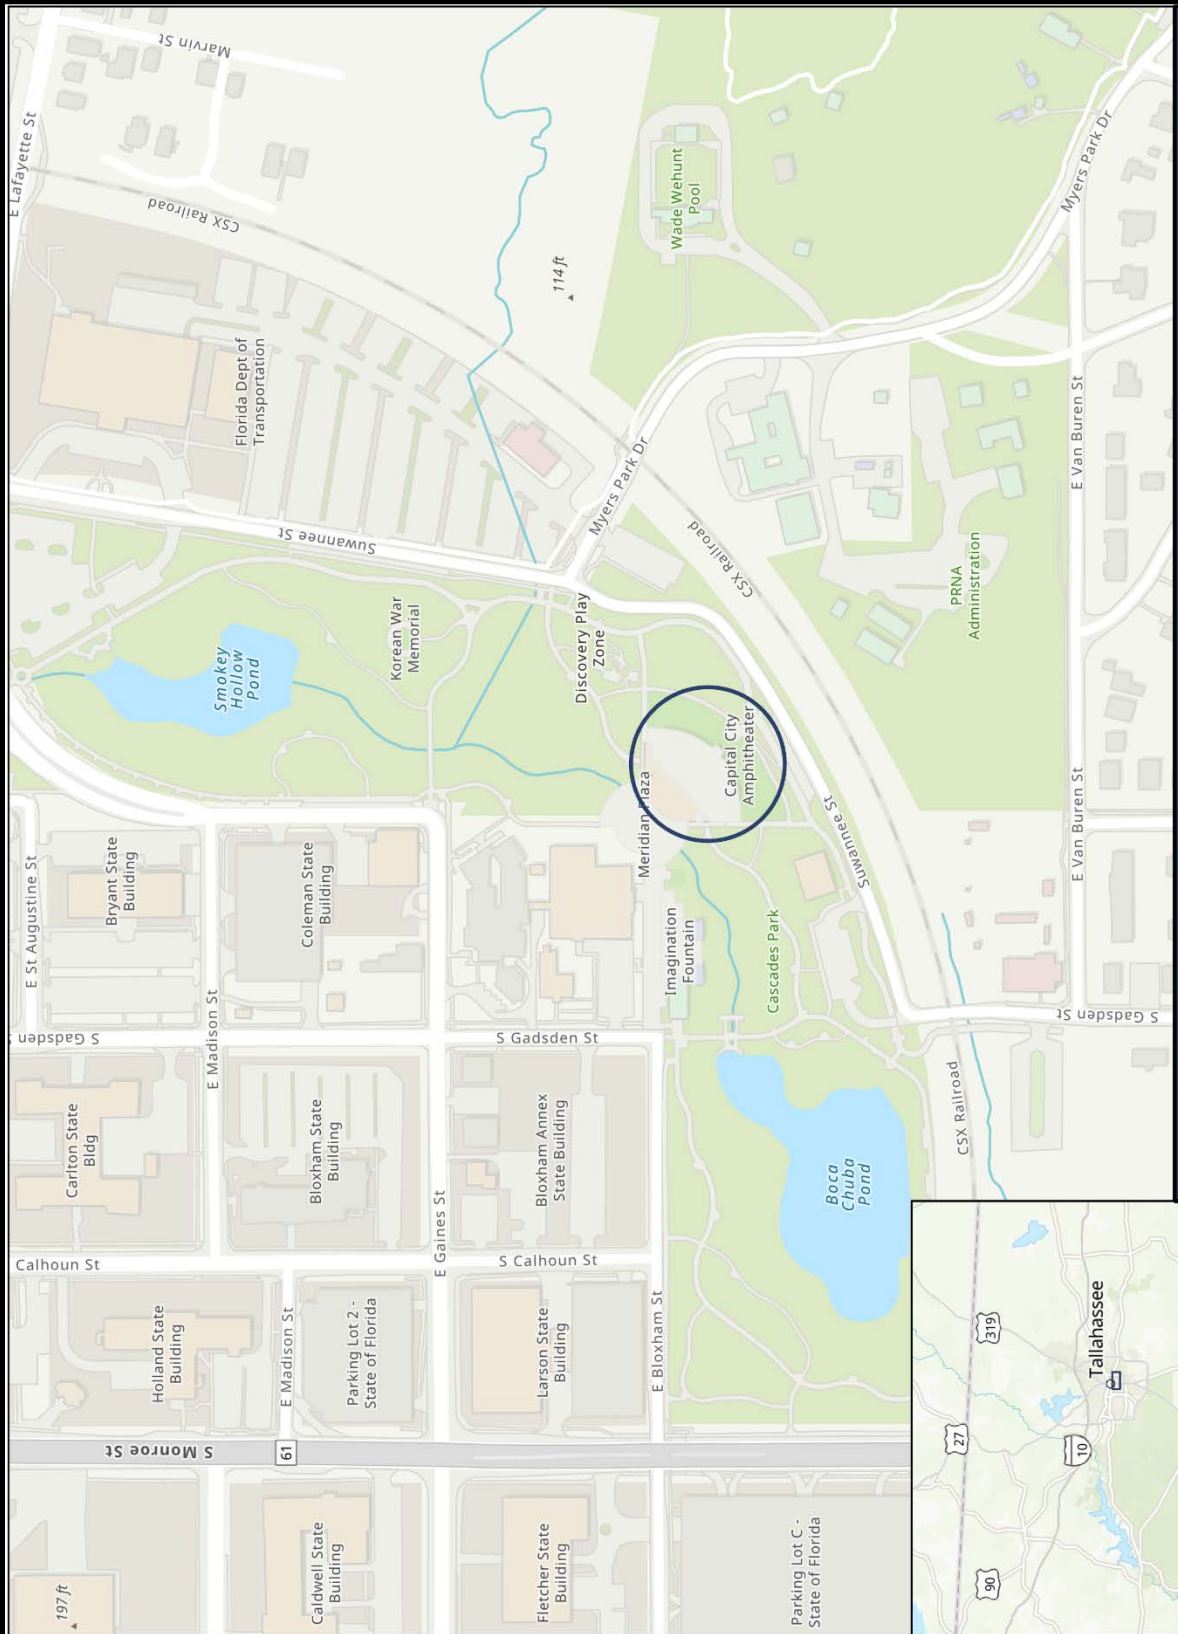 197 ft
S Monroe St
61
Calhoun St
S Gadsden St
E St Augustine St
E Lafayette St
Marvin St
Carlton State
Bldg
Bryant State
Building
Holland State
Building
E Madison St
E Madison St
CSX Railroad
Smokey
Hollow
Pond
Suwannee St
Florida Dept of
Transportation
Caldwell State
Building
Bloxham State
Building
Coleman State
Building
Parking Lot 2 -
State of Florida
Korean War
Memorial
E Gaines St
S Calhoun St
S Gadsden St
114 ft
Fletcher State
Building
Larson State
Building
Bloxham Annex
State Building
Discovery Play
Zone
Myers Park Dr
E Bloxham St
Meridian Plaza
Imagination
Fountain
Wade Wehunt
Pool
CSX Railroad
Capital City
Amphitheater
Cascades Park
Parking Lot C -
State of Florida
Boca
Chuba
Pond
Suwannee St
CSX Railroad
PRNA
Administration
Myers Park Dr
E Van Buren St
E Van Buren St
S Gadsden St
90
27
319
10
Tallahassee